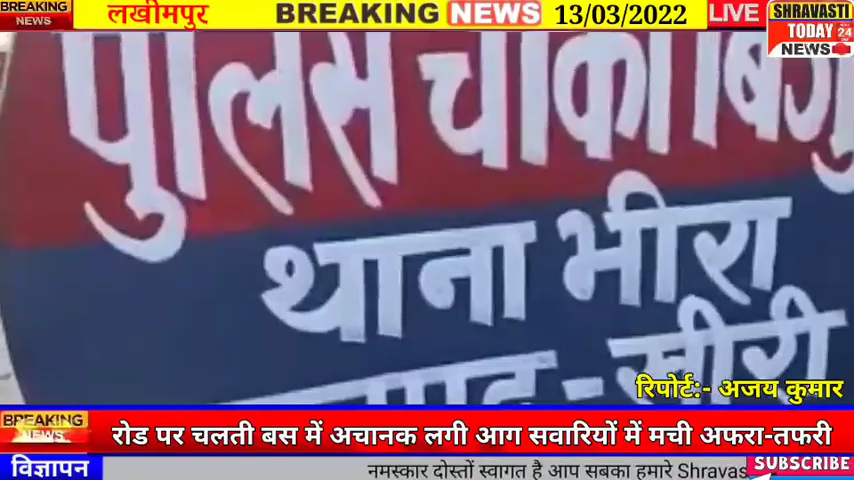 BREAKING NEWS
लखीमपुर
BREAKING NEWS
13/03/2022
LIVE
SHRAVASTI
TODAY
NEWS 24
पुलिस चौकी
थाना भीरा
खीरी
रिपोर्ट:- अजय कुमार
BREAKING NEWS
रोड पर चलती बस में अचानक लगी आग सवारियों में मची अफरा-तफरी
विज्ञापन
नमस्कार दोस्तों स्वागत है आप सबका हमारे Shravas
SUBSCRIBE